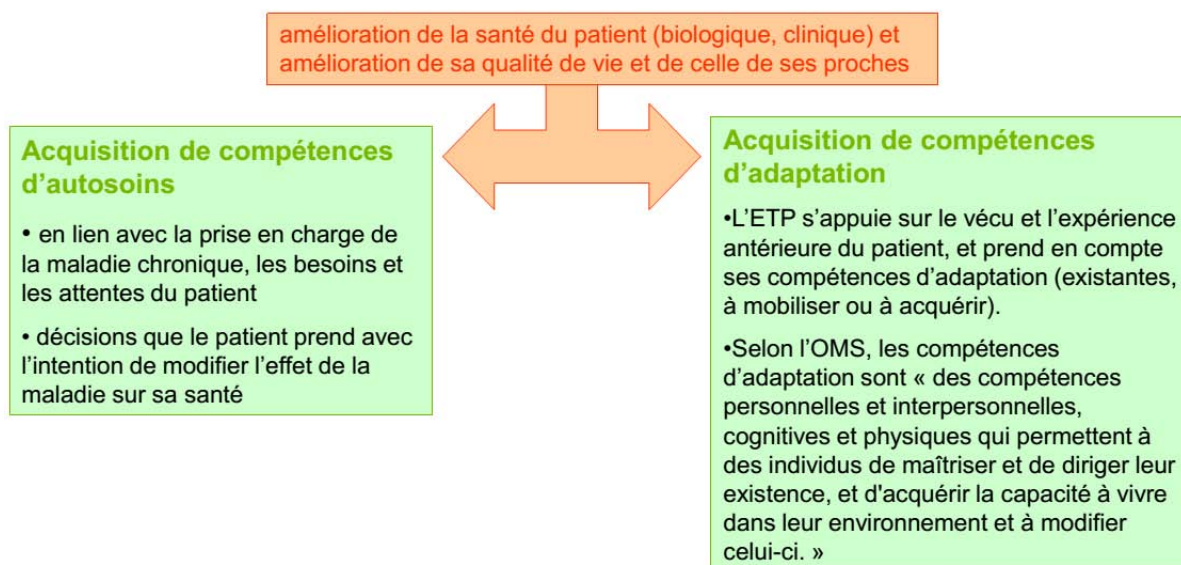 amélioration de la santé du patient (biologique, clinique) et
amélioration de sa qualité de vie et de celle de ses proches
Acquisition de compétences
d’autosoins
• en lien avec la prise en charge de
la maladie chronique, les besoins et
les attentes du patient
• décisions que le patient prend avec
l’intention de modifier l’effet de la
maladie sur sa santé
Acquisition de compétences
d’adaptation
•L’ETP s’appuie sur le vécu et l’expérience
antérieure du patient, et prend en compte
ses compétences d’adaptation (existantes,
à mobiliser ou à acquérir).
•Selon l’OMS, les compétences
d’adaptation sont « des compétences
personnelles et interpersonnelles,
cognitives et physiques qui permettent à
des individus de maîtriser et de diriger leur
existence, et d'acquérir la capacité à vivre
dans leur environnement et à modifier
celui-ci. »